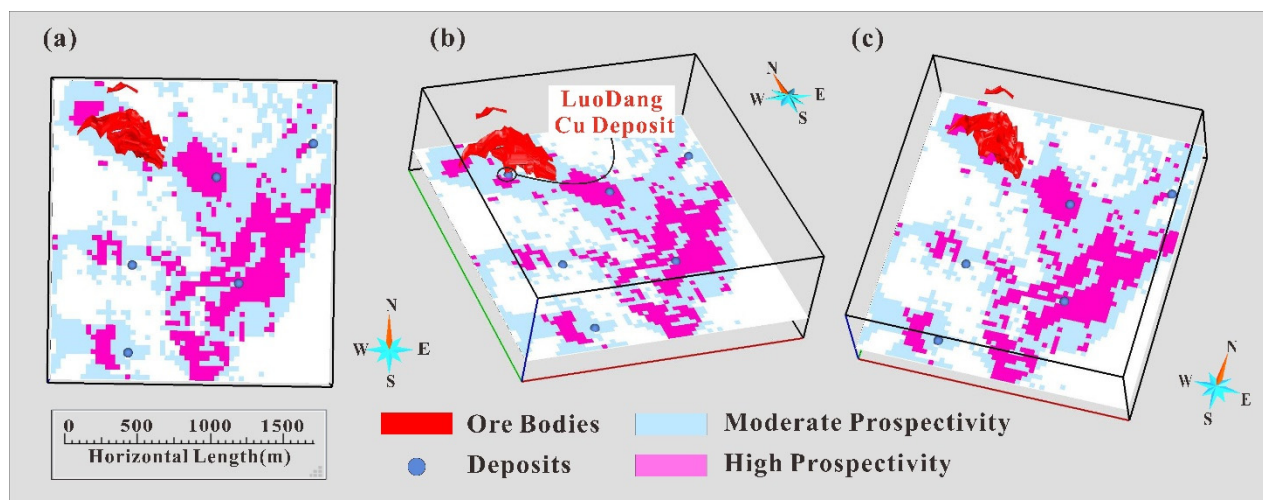 (a)
(b)
(c)
LuoDang
Cu Deposit
N
W E
S
N
W E
S
N
W E
S
0 500 1000 1500
Horizontal Length(m)
Ore Bodies
Moderate Prospectivity
Deposits
High Prospectivity